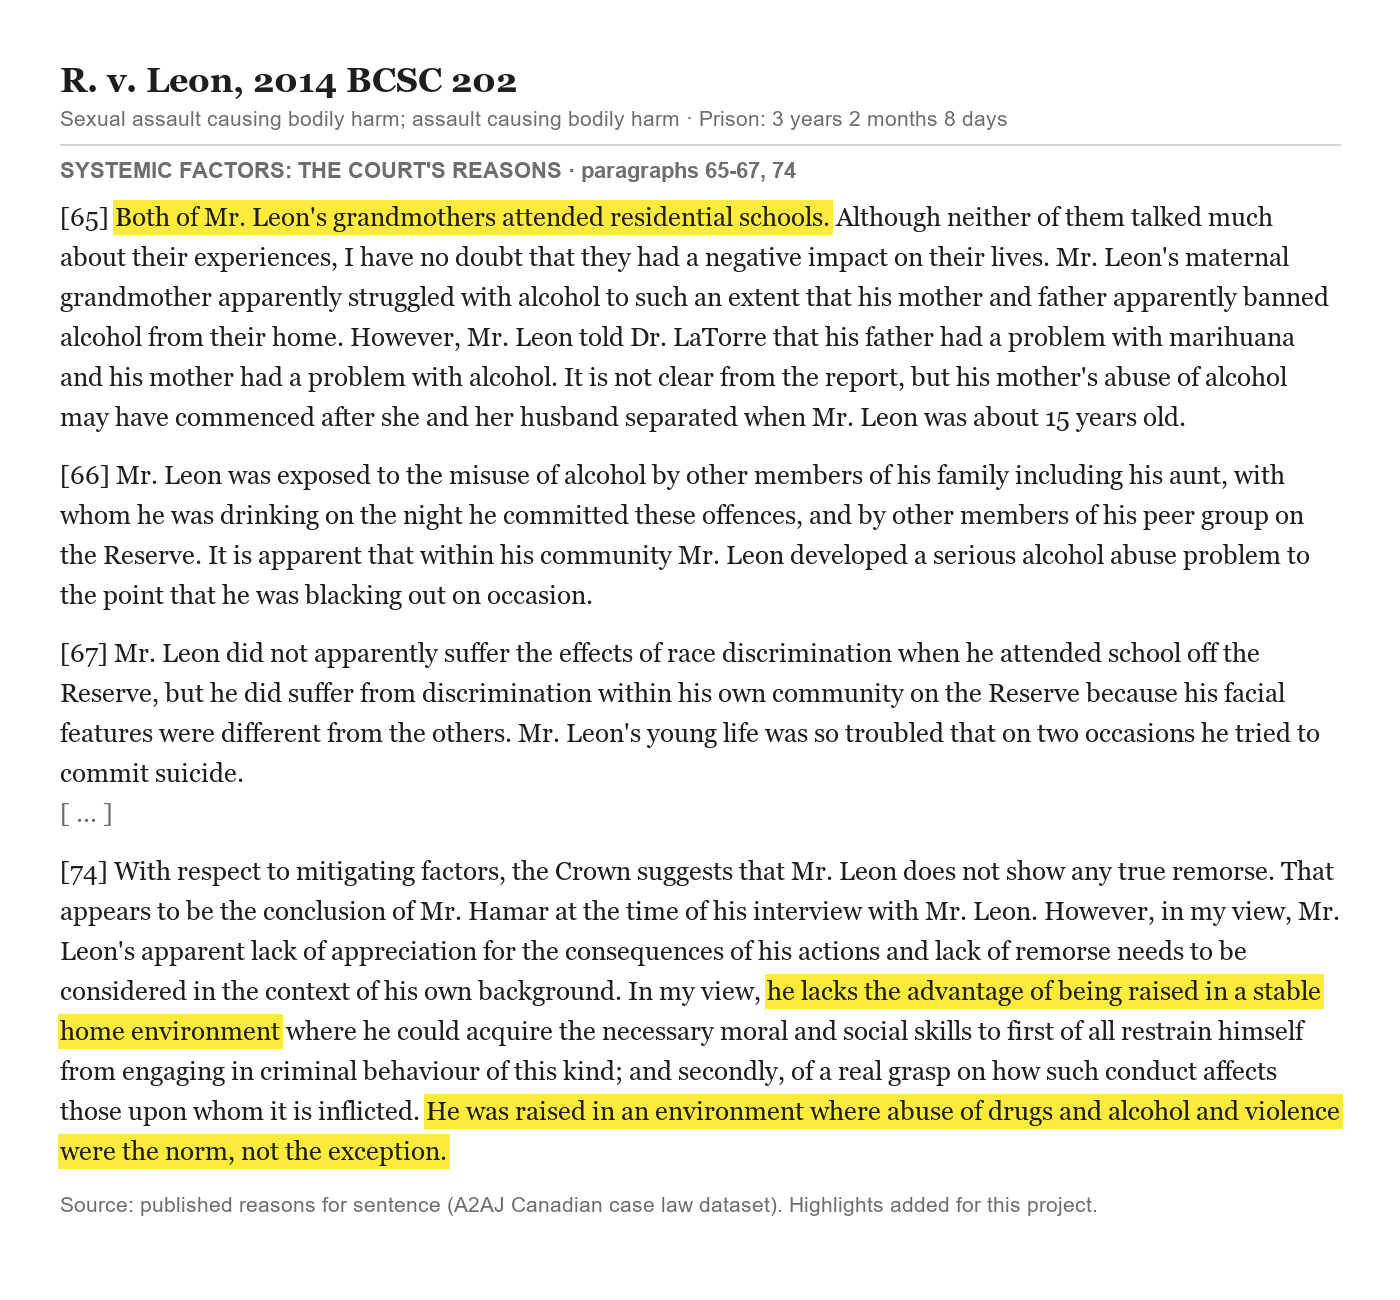 R. v. Leon, 2014 BCSC 202
Sexual assault causing bodily harm; assault causing bodily harm · Prison: 3 years 2 months 8 days
SYSTEMIC FACTORS: THE COURT'S REASONS · paragraphs 65-67, 74
[65] Both of Mr. Leon's grandmothers attended residential schools. Although neither of them talked much
about their experiences, I have no doubt that they had a negative impact on their lives. Mr. Leon's maternal
grandmother apparently struggled with alcohol to such an extent that his mother and father apparently banned
alcohol from their home. However, Mr. Leon told Dr. LaTorre that his father had a problem with marihuana
and his mother had a problem with alcohol. It is not clear from the report, but his mother's abuse of alcohol
may have commenced after she and her husband separated when Mr. Leon was about 15 years old.
[66] Mr. Leon was exposed to the misuse of alcohol by other members of his family including his aunt, with
whom he was drinking on the night he committed these offences, and by other members of his peer group on
the Reserve. It is apparent that within his community Mr. Leon developed a serious alcohol abuse problem to
the point that he was blacking out on occasion.
[67] Mr. Leon did not apparently suffer the effects of race discrimination when he attended school off the
Reserve, but he did suffer from discrimination within his own community on the Reserve because his facial
features were different from the others. Mr. Leon's young life was so troubled that on two occasions he tried to
commit suicide.
[ ... ]
[74] With respect to mitigating factors, the Crown suggests that Mr. Leon does not show any true remorse. That
appears to be the conclusion of Mr. Hamar at the time of his interview with Mr. Leon. However, in my view, Mr.
Leon's apparent lack of appreciation for the consequences of his actions and lack of remorse needs to be
considered in the context of his own background. In my view, he lacks the advantage of being raised in a stable
home environment where he could acquire the necessary moral and social skills to first of all restrain himself
from engaging in criminal behaviour of this kind; and secondly, of a real grasp on how such conduct affects
those upon whom it is inflicted. He was raised in an environment where abuse of drugs and alcohol and violence
were the norm, not the exception.
Source: published reasons for sentence (A2AJ Canadian case law dataset). Highlights added for this project.